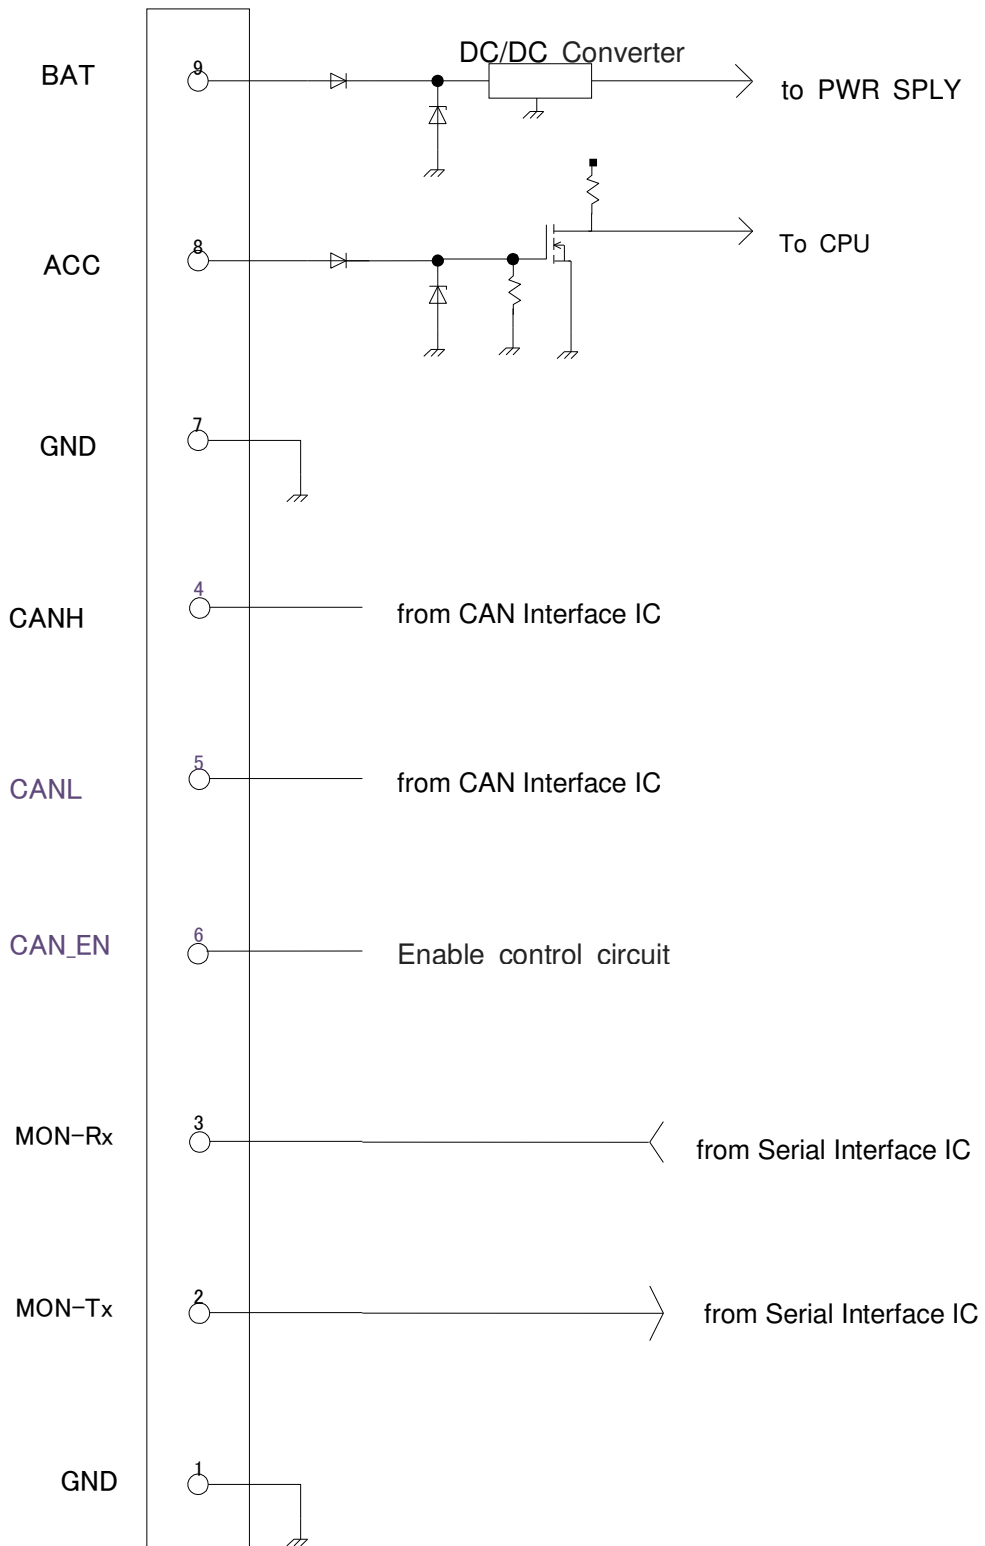 DC/DC Converter
BAT 9 to PWR SPLY
ACC 8 To CPU
GND 7
CANH 4 from CAN Interface IC
CANL 5 from CAN Interface IC
CAN_EN 6 Enable control circuit
MON-Rx 3 from Serial Interface IC
MON-Tx 2 from Serial Interface IC
GND 1